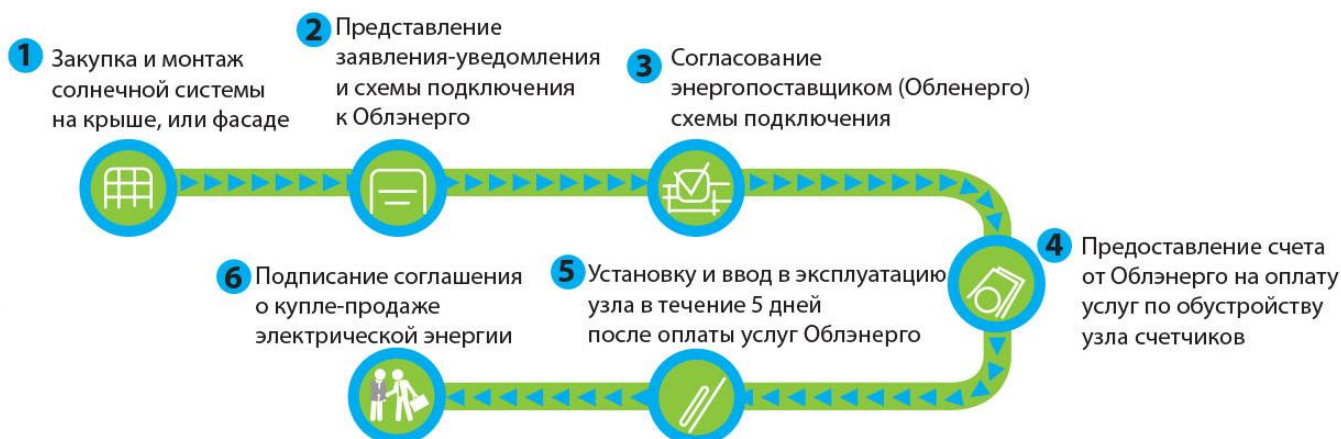 1 Закупка и монтаж
солнечной системы
на крыше, или фасаде
2 Представление
заявления-уведомления
и схемы подключения
к Облэнерго
3 Согласование
энергопоставщиком (Обленерго)
схемы подключения
4 Предоставление счета
от Облэнерго на оплату
услуг по обустройству
узла счетчиков
5 Установку и ввод в эксплуатацию
узла в течение 5 дней
после оплаты услуг Облэнерго
6 Подписание соглашения
о купле-продаже
электрической энергии